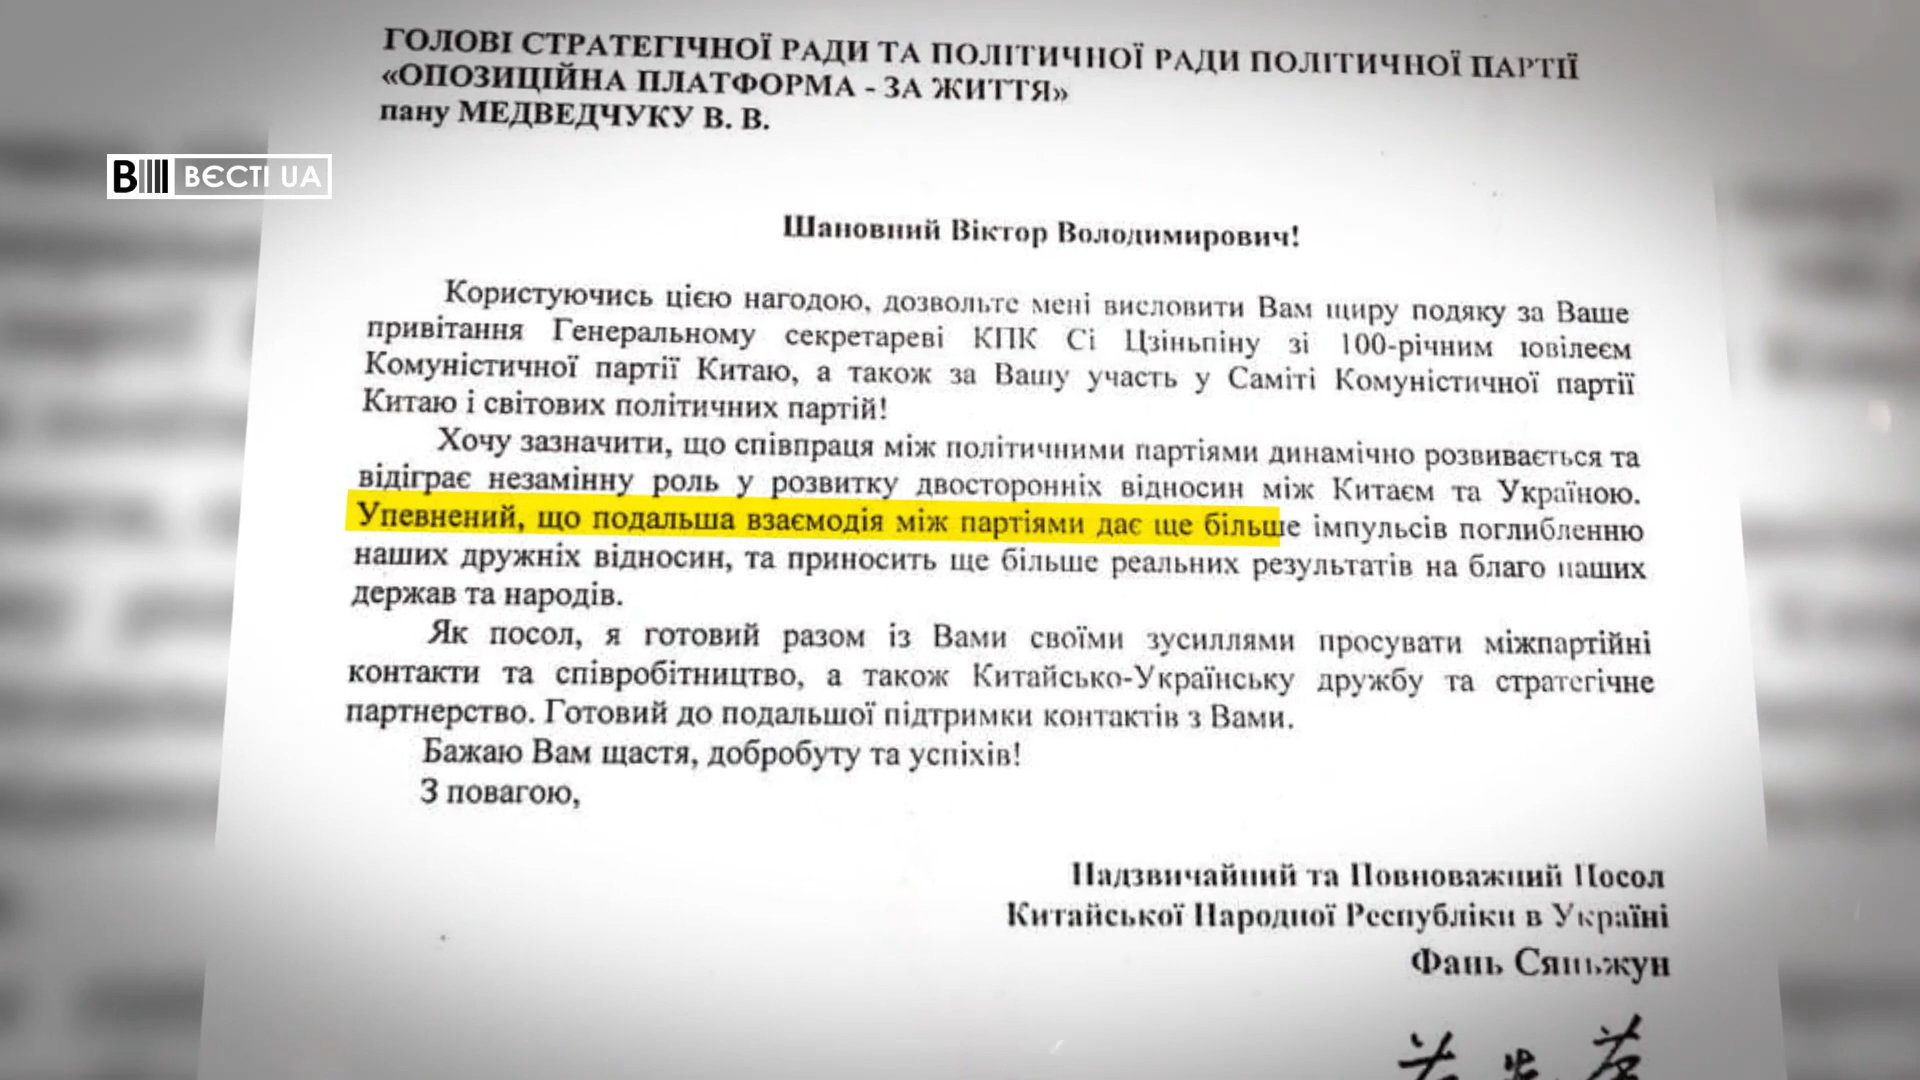 ГОЛОВІ СТРАТЕГІЧНОЇ РАДИ ТА ПОЛІТИЧНОЇ РАДИ ПОЛІТИЧНОЇ ПАРТІЇ
«ОПОЗИЦІЙНА ПЛАТФОРМА - ЗА ЖИТТЯ»
пану МЕДВЕДЧУКУ В. В.
В ВЄСТІ UA
Шановний Віктор Володимирович!
Користуючись цією нагодою, дозвольте мені висловити Вам щиру подяку за Ваше
привітання Генеральному секретареві КПК Сі Цзіньпіну зі 100-річним ювілеєм
Комуністичної партії Китаю, а також за Вашу участь у Саміті Комуністичної партії
Китаю і світових політичних партій!
Хочу зазначити, що співпраця між політичними партіями динамічно розвивається та
відіграє незамінну роль у розвитку двосторонніх відносин між Китаєм та Україною.
Упевнений, що подальша взаємодія між партіями дає ще більше імпульсів поглибленню
наших дружніх відносин, та приносить ще більше реальних результатів на благо наших
держав та народів.
Як посол, я готовий разом із Вами своїми зусиллями просувати міжпартійні
контакти та співробітництво, а також Китайсько-Українську дружбу та стратегічне
партнерство. Готовий до подальшої підтримки контактів з Вами.
Бажаю Вам щастя, добробуту та успіхів!
З повагою,
Надзвичайний та Повноважний Посол
Китайської Народної Республіки в Україні
Фань Сяньжун